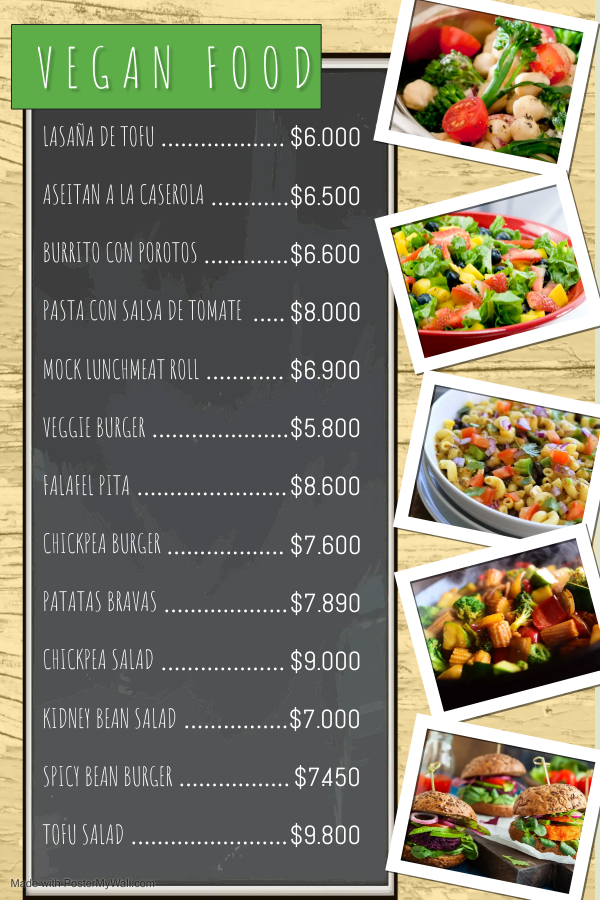 VEGAN FOOD
LASAÑA DE TOFU ...................... $6.000
ASEITAN A LA CASEROLA ..............$6.500
BURRITO CON POROTOS ...............$6.600
PASTA CON SALSA DE TOMATE ..... $8.000
MOCK LUNCHMEAT ROLL .............. $6.900
VEGGIE BURGER ........................$5.800
FALAFEL PITA .......................... $8.600
CHICKPEA BURGER ..................... $7.600
PATATAS BRAVAS ......................$7.890
CHICKPEA SALAD ...................... $9.000
KIDNEY BEAN SALAD ..................$7.000
SPICY BEAN BURGER ................... $7450
TOFU SALAD ........................... $9.800
Made with PosterMyWall.com